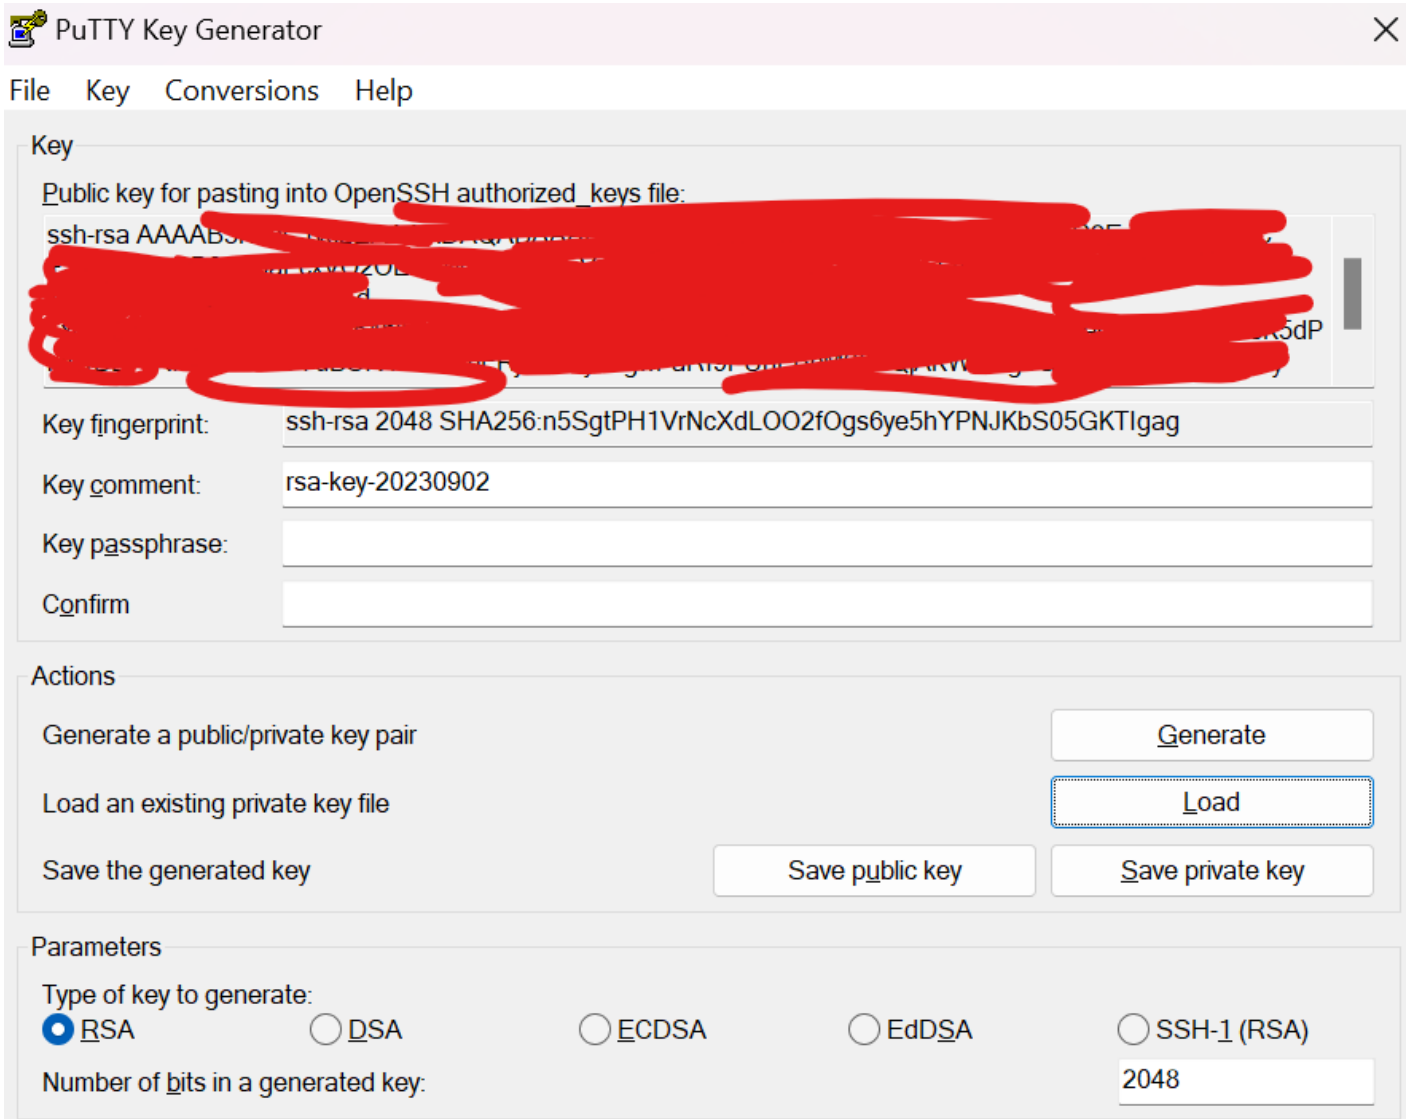 PuTTY Key Generator
File Key Conversions Help
Key
Public key for pasting into OpenSSH authorized_keys file:
ssh-rsa
Key fingerprint: ssh-rsa 2048 SHA256:n5SgtPH1VrNcXdLOO2fOgs6ye5hYPNJKbS05GKTIgag
Key comment: rsa-key-20230902
Key passphrase:
Confirm
Actions
Generate a public/private key pair Generate
Load an existing private key file Load
Save the generated key Save public key Save private key
Parameters
Type of key to generate:
RSA DSA ECDSA EdDSA SSH-1 (RSA)
Number of bits in a generated key: 2048